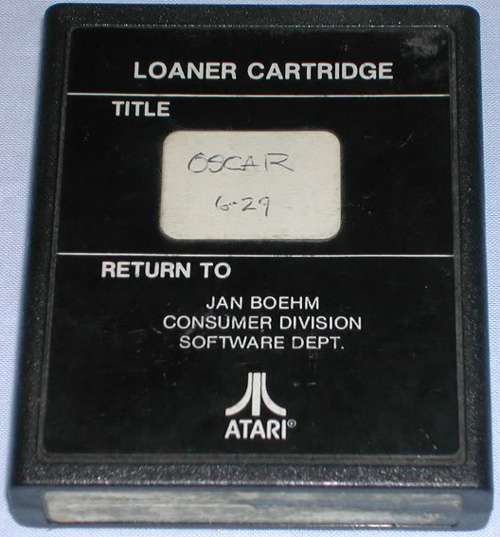 LOANER CARTRIDGE
TITLE
OSCAR
6-29
RETURN TO
JAN BOEHM
CONSUMER DIVISION
SOFTWARE DEPT.
ATARI®